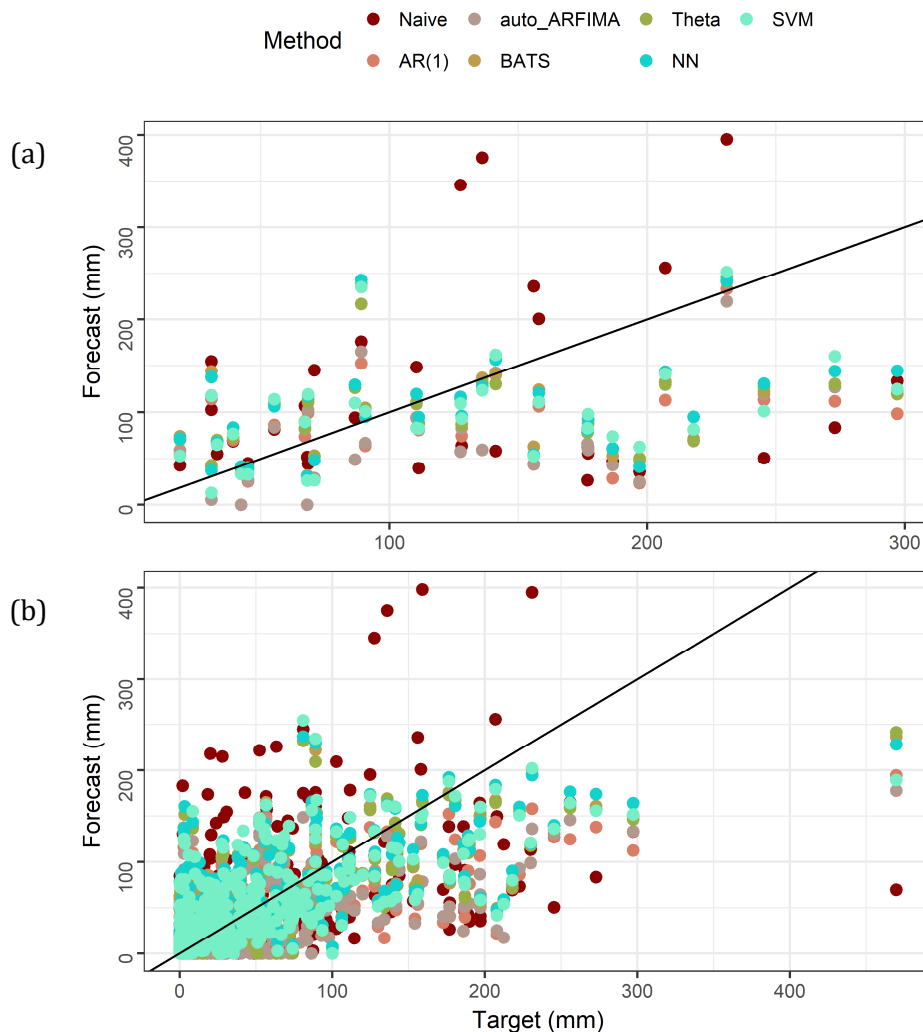 Method
Naive auto_ARFIMA Theta SVM
AR(1) BATS NN
(a)
Forecast (mm)
400
300
200
100
0
100 200 300
(b)
Forecast (mm)
400
300
200
100
0
0 100 200 300 400
Target (mm)